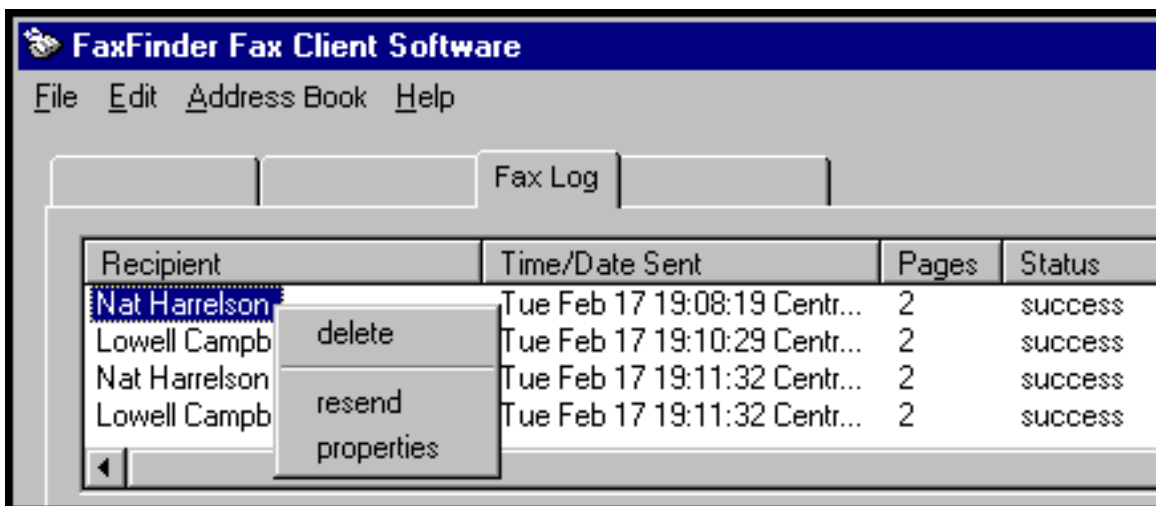 FaxFinder Fax Client Software
File Edit Address Book Help
Fax Log
Recipient Time/Date Sent Pages Status
Nat Harrelson Tue Feb 17 19:08:19 Centr... 2 success
Lowell Campb Tue Feb 17 19:10:29 Centr... 2 success
Nat Harrelson Tue Feb 17 19:11:32 Centr... 2 success
Lowell Campb Tue Feb 17 19:11:32 Centr... 2 success
delete
resend
properties